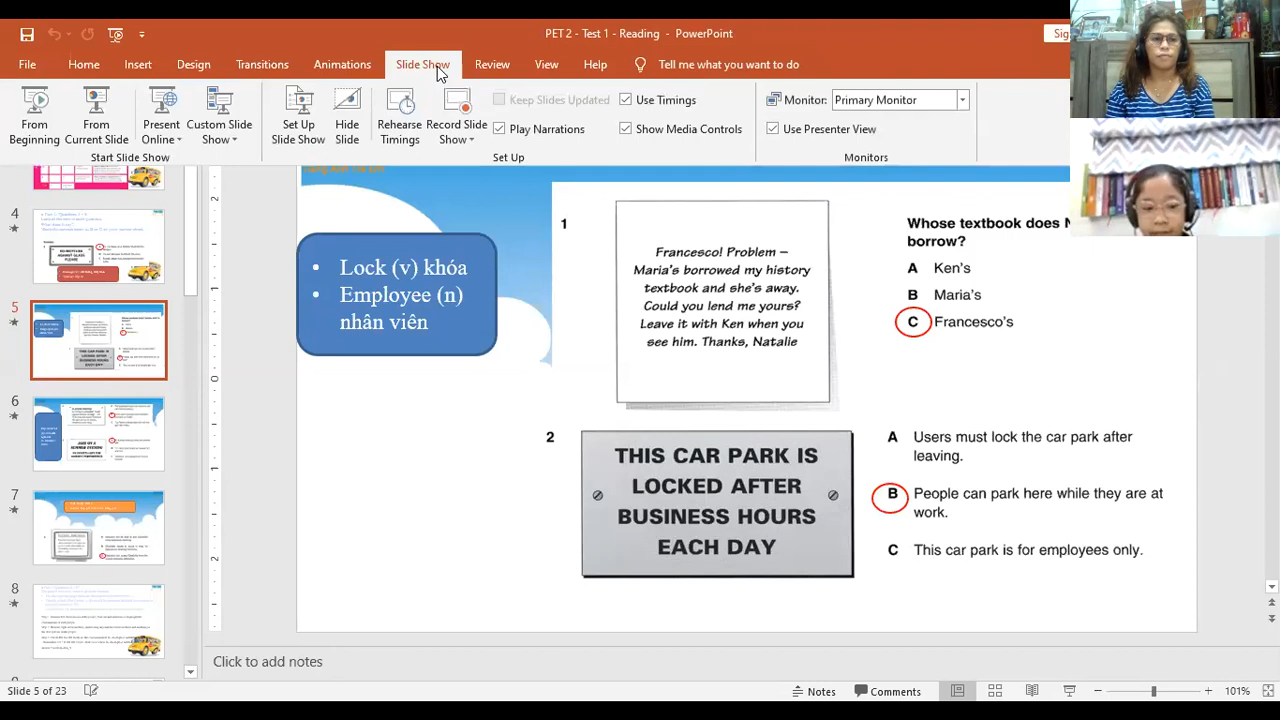 PET 2 - Test 1 - Reading - PowerPoint
File Home Insert Design Transitions Animations Slide Show Review View Help Tell me what you want to do
Keep Slides Updated Use Timings Monitor: Primary Monitor
From Beginning
From Current Slide
Present Online
Custom Slide Show
Set Up Slide Show
Hide Slide
Rehearse Timings
Slide Show
Play Narrations Show Media Controls Use Presenter View
Start Slide Show Set Up Monitors
4
5
6
7
8
• Lock (v) khóa
• Employee (n)
nhân viên
1
Francesco! Problem –
Maria's borrowed my history
textbook and she's away.
Could you lend me yours?
Leave it with Ken when you
see him. Thanks, Natalie
Whose textbook does
borrow?
A Ken's
B Maria's
C Francesco's
2
THIS CAR PARK IS
LOCKED AFTER
BUSINESS HOURS
EACH DAY
A Users must lock the car park after
leaving.
B People can park here while they are at
work.
C This car park is for employees only.
Click to add notes
Slide 5 of 23 Notes Comments 101%